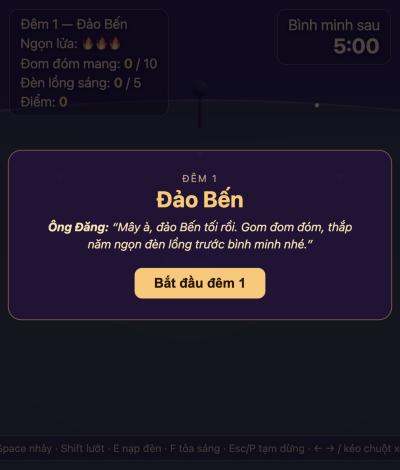 Đêm 1 — Đảo Bến
Ngọn lửa: 🔥🔥🔥
Đom đóm mang: 0 / 10
Đèn lồng sáng: 0 / 5
Điểm: 0
Bình minh sau
5:00
ĐÊM 1
Đảo Bến
Ông Đăng: “Mây à, đảo Bến tối rồi. Gom đom đóm, thắp
năm ngọn đèn lồng trước bình minh nhé.”
Bắt đầu đêm 1
Space nhảy · Shift lướt · E nạp đèn · F tỏa sáng · Esc/P tạm dừng · ← → / kéo chuột